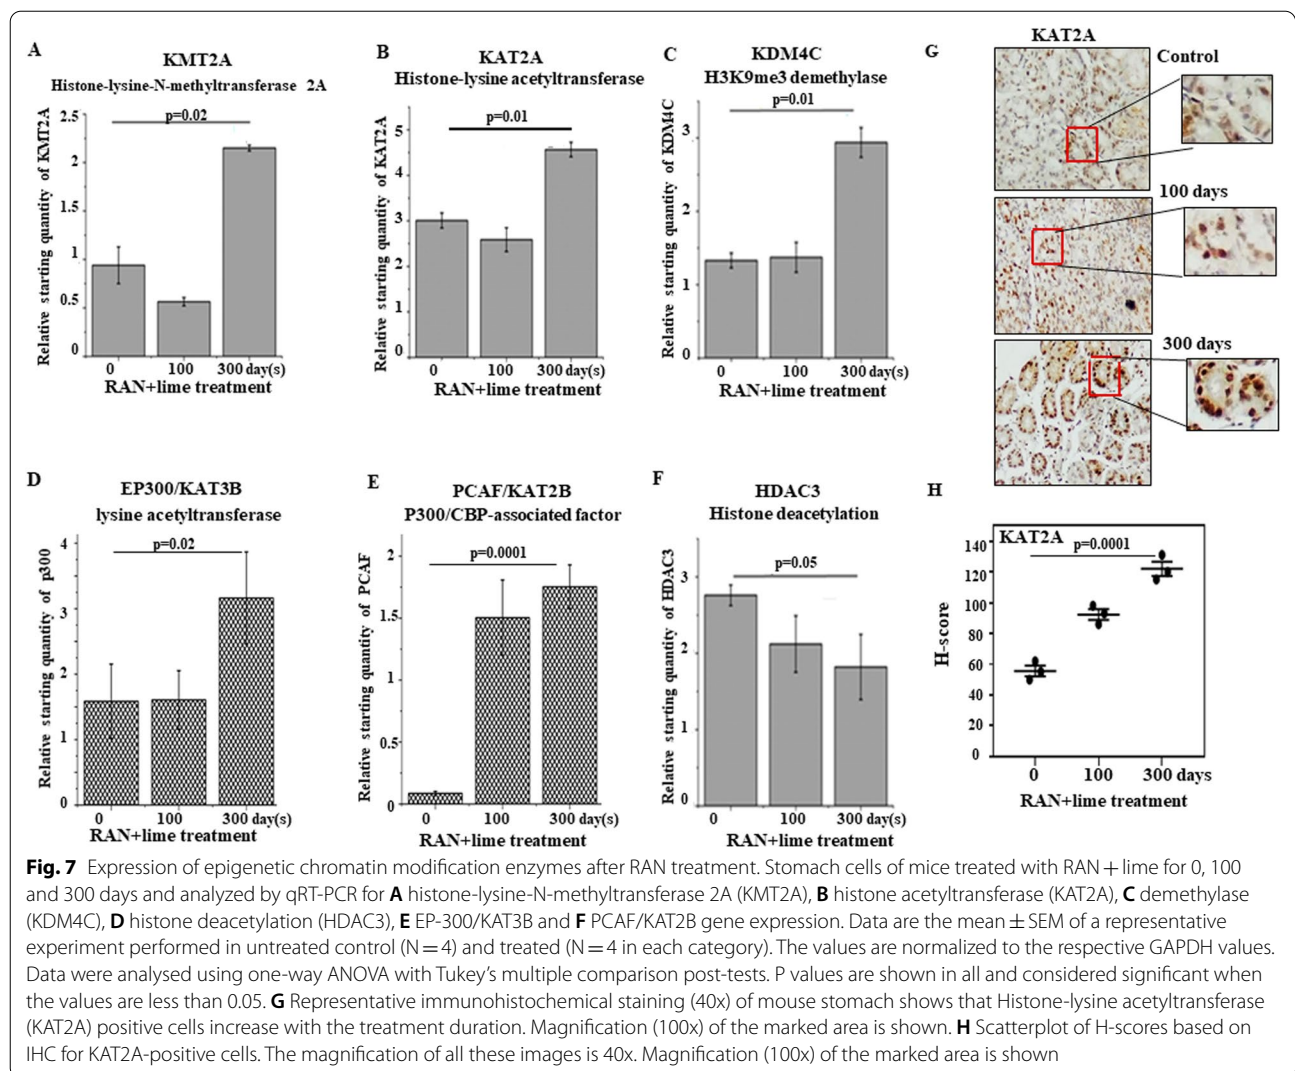 A
KMT2A
Histone-lysine-N-methyltransferase 2A
Relative starting quantity of KMT2A
2.5
2
1.5
1
0.5
0
p=0.02
0 100 300 day(s)
RAN+lime treatment
B
KAT2A
Histone-lysine acetyltransferase
Relative starting quantity of KAT2A
5
4
3
2
1
0
p=0.01
0 100 300 day(s)
RAN+lime treatment
C
KDM4C
H3K9me3 demethylase
Relative starting quantity of KDM4C
3
2
1
0
p=0.01
0 100 300 day(s)
RAN+lime treatment
G
KAT2A
Control
100 days
300 days
D
EP300/KAT3B
lysine acetyltransferase
Relative starting quantity of p300
4
3
2
1
0
p=0.02
0 100 300 day(s)
RAN+lime treatment
E
PCAF/KAT2B
P300/CBP-associated factor
Relative starting quantity of PCAF
2
1.5
1
0.5
0
p=0.0001
0 100 300 day(s)
RAN+lime treatment
F
HDAC3
Histone deacetylation
Relative starting quantity of HDAC3
3
2
1
0
p=0.05
0 100 300 day(s)
RAN+lime treatment
H
KAT2A
H-score
140
120
100
80
60
40
20
0
p=0.0001
0 100 300 days
RAN+lime treatment
Fig. 7 Expression of epigenetic chromatin modification enzymes after RAN treatment. Stomach cells of mice treated with RAN + lime for 0, 100
and 300 days and analyzed by qRT-PCR for A histone-lysine-N-methyltransferase 2A (KMT2A), B histone acetyltransferase (KAT2A), C demethylase
(KDM4C), D histone deacetylation (HDAC3), E EP-300/KAT3B and F PCAF/KAT2B gene expression. Data are the mean ± SEM of a representative
experiment performed in untreated control (N = 4) and treated (N = 4 in each category). The values are normalized to the respective GAPDH values.
Data were analysed using one-way ANOVA with Tukey's multiple comparison post-tests. P values are shown in all and considered significant when
the values are less than 0.05. G Representative immunohistochemical staining (40x) of mouse stomach shows that Histone-lysine acetyltransferase
(KAT2A) positive cells increase with the treatment duration. Magnification (100x) of the marked area is shown. H Scatterplot of H-scores based on
IHC for KAT2A-positive cells. The magnification of all these images is 40x. Magnification (100x) of the marked area is shown